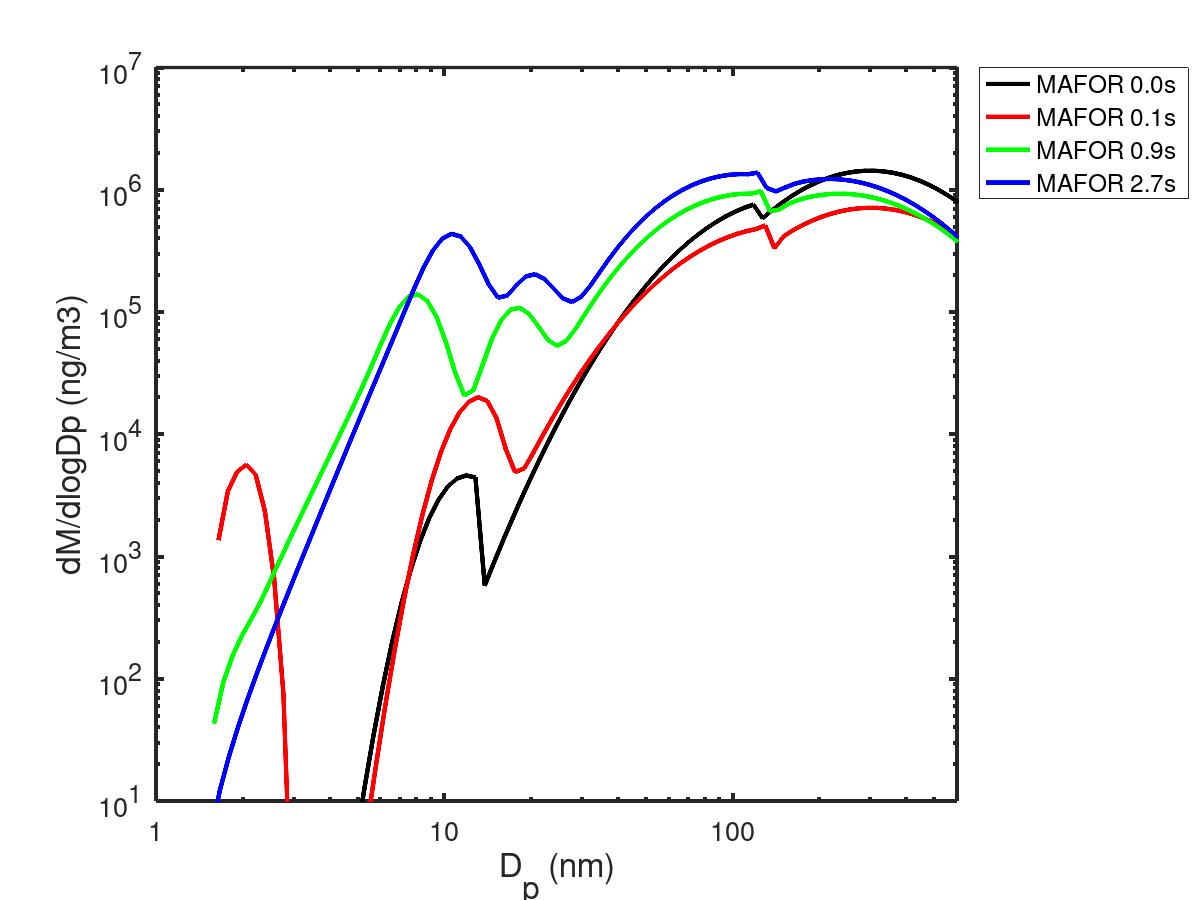 10^7
10^6
10^5
10^4
10^3
10^2
10^1
dM/dlogDp (ng/m3)
1 10 100
D_p (nm)
MAFOR 0.0s
MAFOR 0.1s
MAFOR 0.9s
MAFOR 2.7s